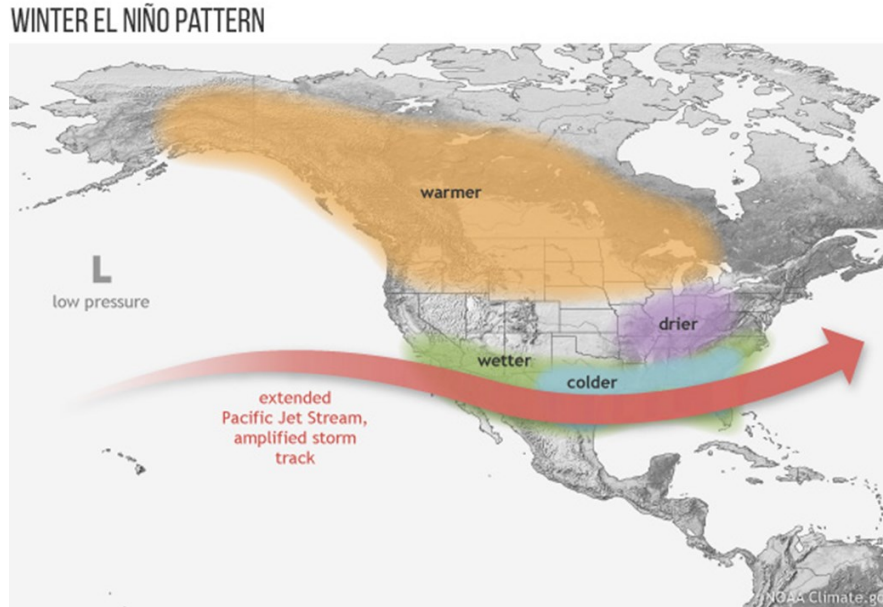 WINTER EL NIÑO PATTERN
warmer
L
low pressure
drier
wetter
colder
extended
Pacific Jet Stream,
amplified storm
track
NOAA Climate.go